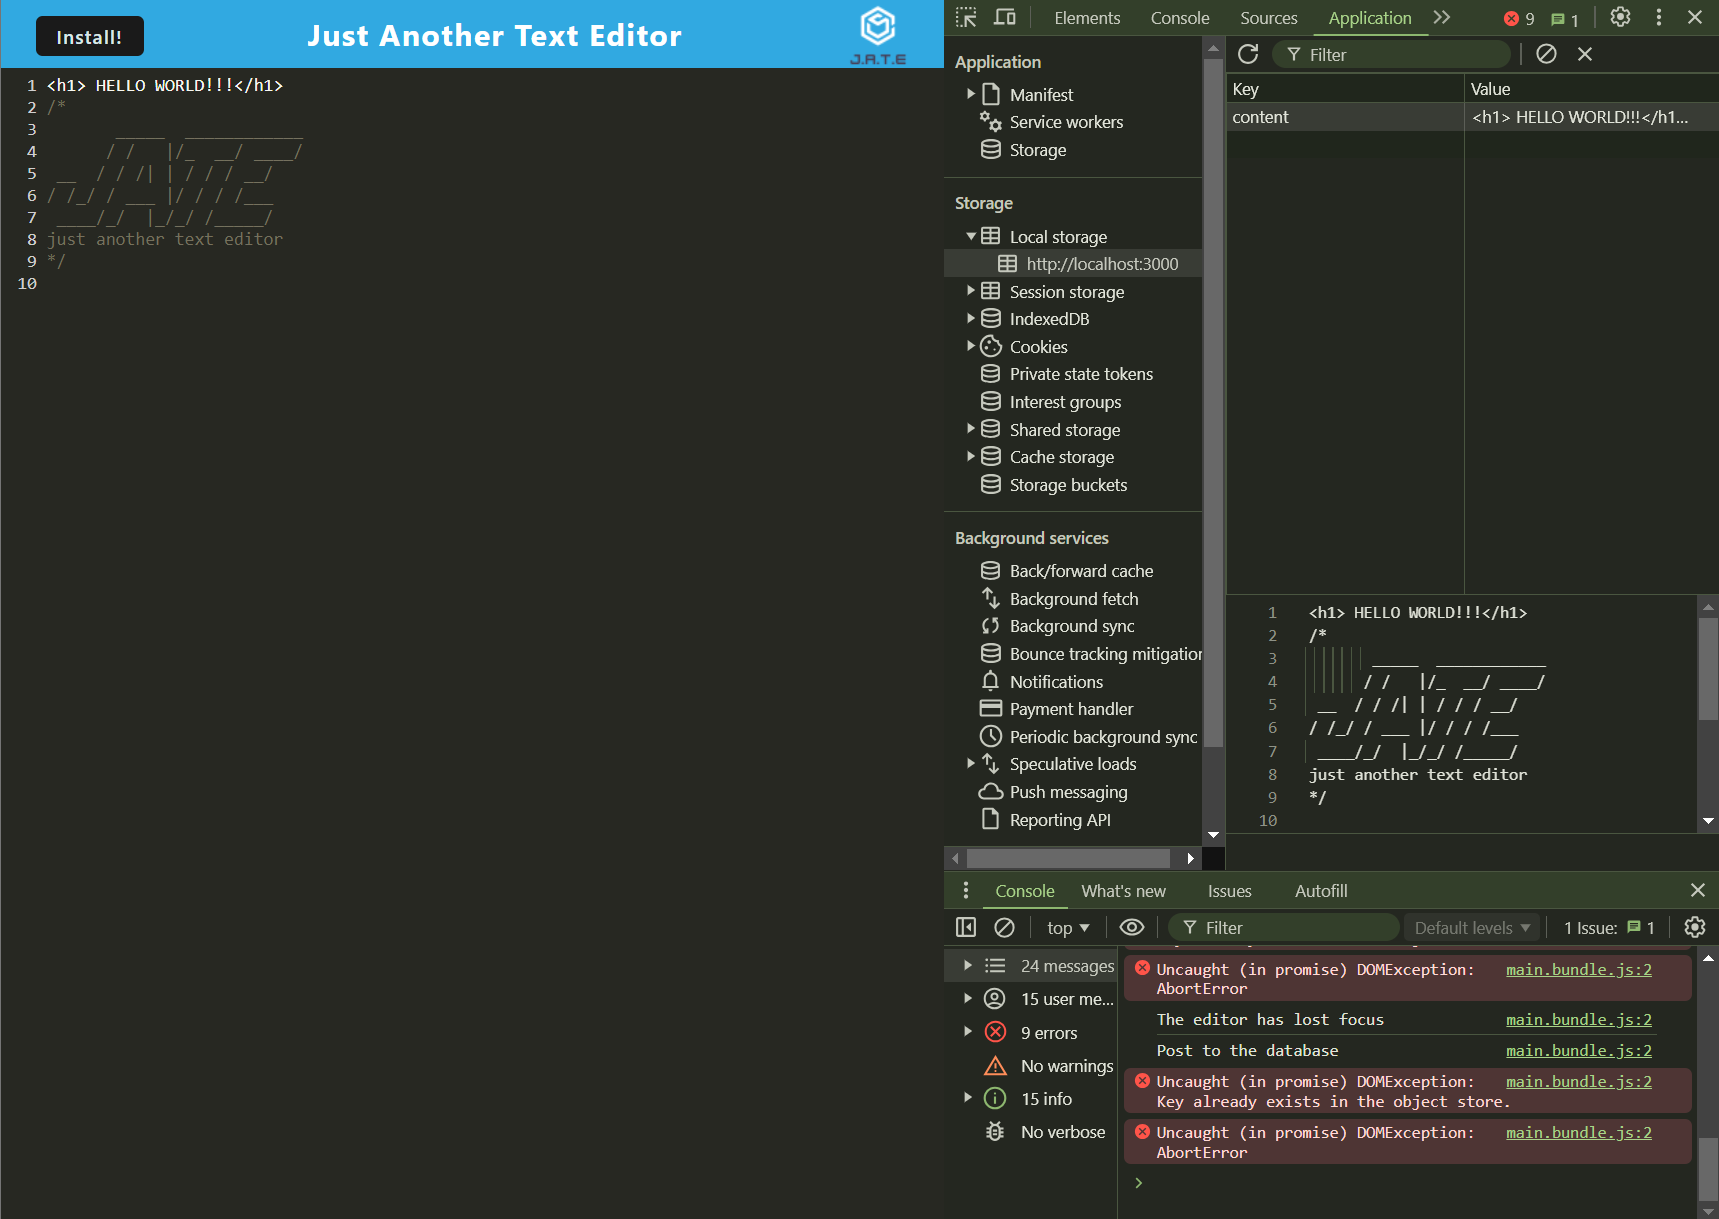 Install!
Just Another Text Editor
J.A.T.E
1 <h1> HELLO WORLD!!!</h1>
2 /*
3        _____  ____________
4       / /   |/_  __/ ____/
5  __  / / /| | / / / __/
6 / /_/ / ___ |/ / / /___
7  ____/_/  |_/_/ /_____/
8 just another text editor
9 */
10
Elements Console Sources Application 9 1
Application
Manifest
Service workers
Storage
Storage
Local storage
http://localhost:3000
Session storage
IndexedDB
Cookies
Private state tokens
Interest groups
Shared storage
Cache storage
Storage buckets
Background services
Back/forward cache
Background fetch
Background sync
Bounce tracking mitigation
Notifications
Payment handler
Periodic background sync
Speculative loads
Push messaging
Reporting API
Filter
Key Value
content <h1> HELLO WORLD!!!</h1...
1 <h1> HELLO WORLD!!!</h1>
2 /*
3        _____  ____________
4       / /   |/_  __/ ____/
5  __  / / /| | / / / __/
6 / /_/ / ___ |/ / / /___
7  ____/_/  |_/_/ /_____/
8 just another text editor
9 */
10
Console What's new Issues Autofill
top Filter Default levels 1 Issue: 1
24 messages
15 user me...
9 errors
No warnings
15 info
No verbose
Uncaught (in promise) DOMException: main.bundle.js:2
AbortError
The editor has lost focus main.bundle.js:2
Post to the database main.bundle.js:2
Uncaught (in promise) DOMException: main.bundle.js:2
Key already exists in the object store.
Uncaught (in promise) DOMException: main.bundle.js:2
AbortError